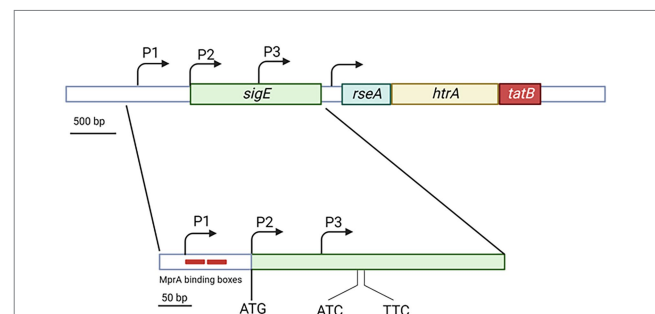 P1
P2
P3
sigE
rseA
htrA
tatB
500 bp
P1
P2
P3
MprA binding boxes
50 bp
ATG
ATC
TTC